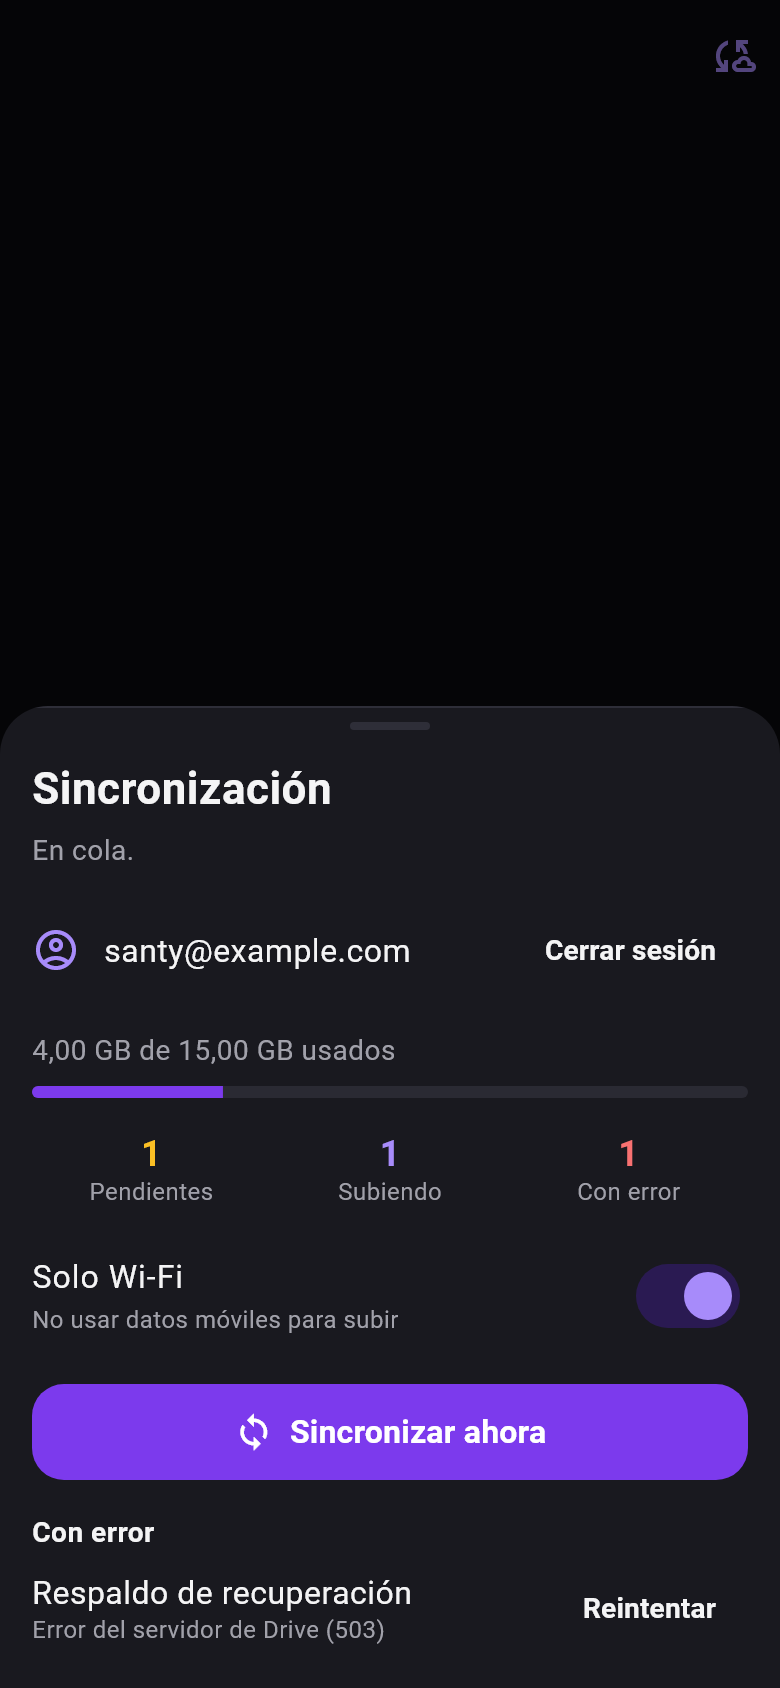 Sincronización
En cola.
santy@example.com
Cerrar sesión
4,00 GB de 15,00 GB usados
1
Pendientes
1
Subiendo
1
Con error
Solo Wi-Fi
No usar datos móviles para subir
Sincronizar ahora
Con error
Respaldo de recuperación
Error del servidor de Drive (503)
Reintentar